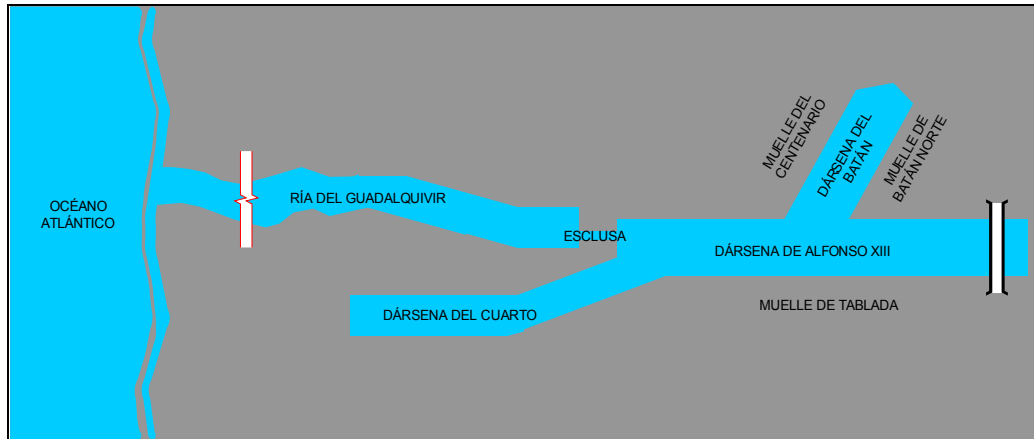 OCÉANO
ATLÁNTICO
RÍA DEL GUADALQUIVIR
ESCLUSA
DÁRSENA DEL CUARTO
DÁRSENA DE ALFONSO XIII
MUELLE DE TABLADA
MUELLE DEL
CENTENARIO
DÁRSENA DEL
BATÁN
MUELLE DE
BATÁN NORTE